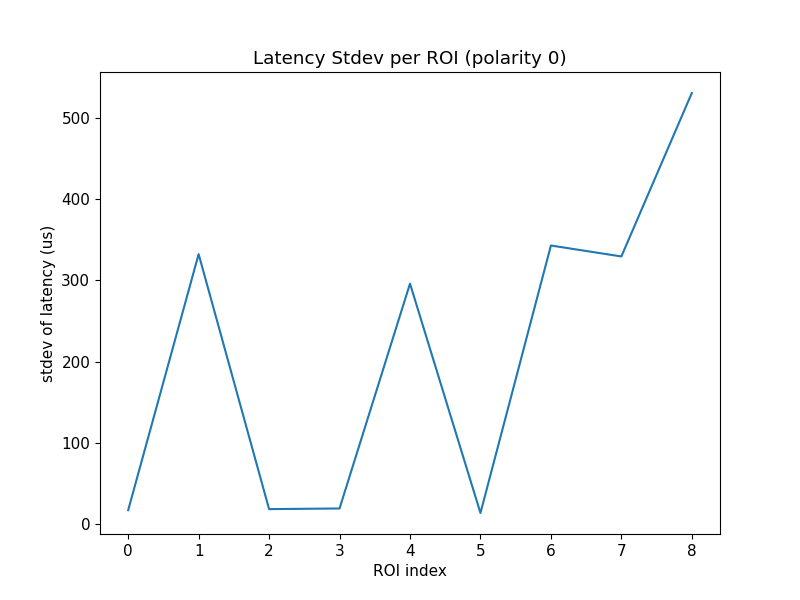 Latency Stdev per ROI (polarity 0)
500
400
300
200
100
0
stdev of latency (us)
0 1 2 3 4 5 6 7 8
ROI index